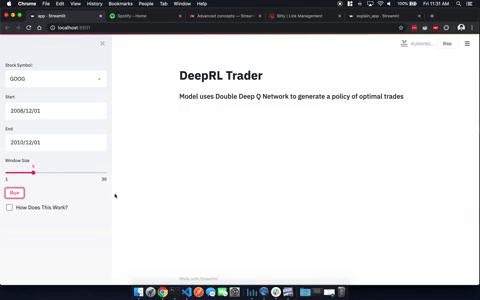 Chrome File Edit View History Bookmarks People Tab Window Help
100% Fri 11:31 AM
app · Streamlit
Spotify – Home
Advanced concepts — Strea
Bitly | Link Management
explain_app · Streamlit
localhost:8501
RUNNING...
Stop
Stock Symbol:
GOOG
Start
2008/12/01
End
2010/12/01
Window Size
9
1
30
Run
How Does This Work?
DeepRL Trader
Model uses Double Deep Q Network to generate a policy of optimal trades
Made with Streamlit